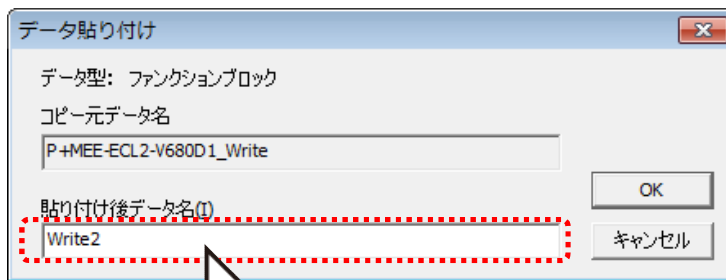 データ貼り付け
データ型: ファンクションブロック
コピー元データ名
P+MEE-ECL2-V680D1_Write
OK
貼り付け後データ名(I)
Write2
キャンセル